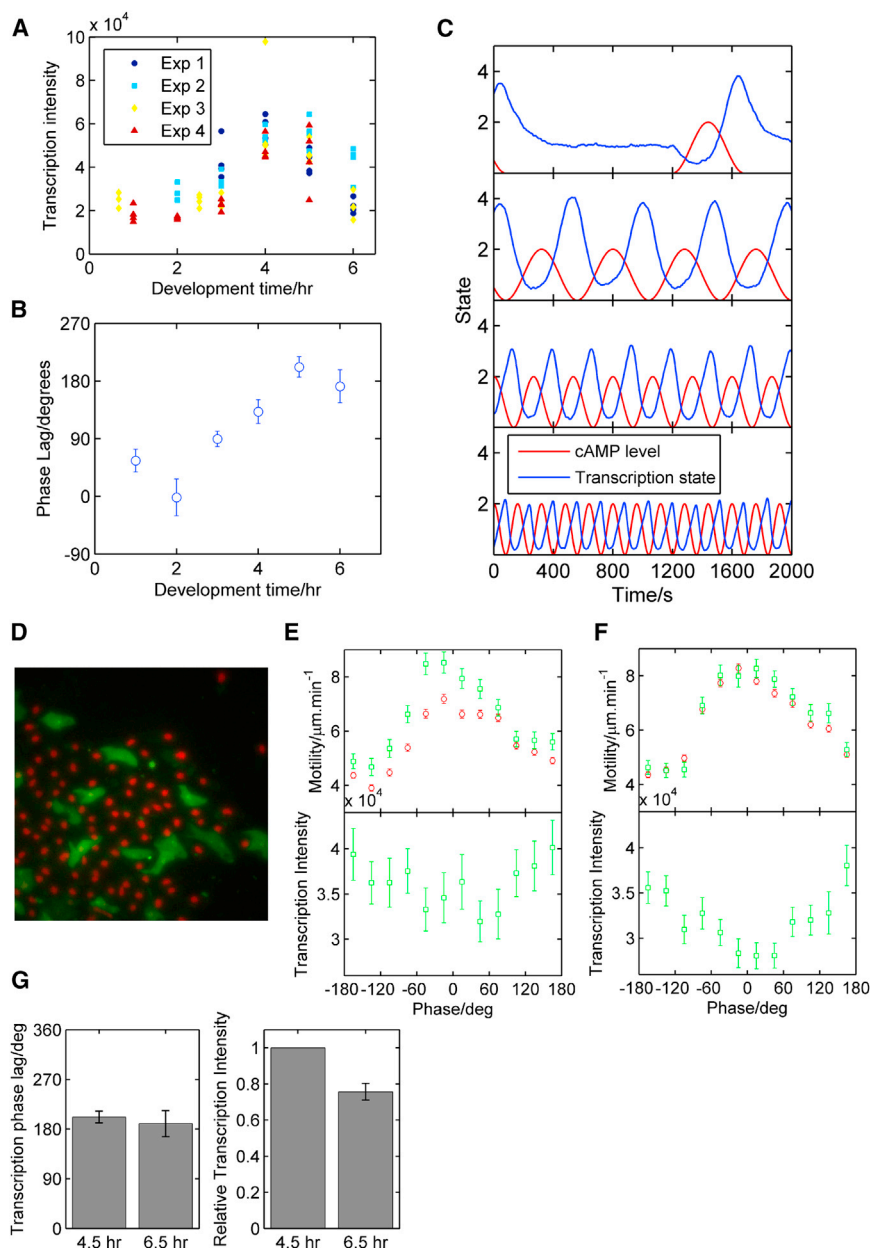 A
x 10⁴
10
8
6
4
2
0
Transcription intensity
Exp 1
Exp 2
Exp 3
Exp 4
0 2 4 6
Development time/hr
B
270
180
90
0
-90
Phase Lag/degrees
0 2 4 6
Development time/hr
C
4
2
4
2
4
2
cAMP level
Transcription state
2
State
0 400 800 1200 1600 2000
Time/s
D
E
8
6
4
Motility/μm.min⁻¹
x 10⁴
4
3.5
3
Transcription Intensity
-180 -120 -60 0 60 120 180
Phase/deg
F
8
6
4
Motility/μm.min⁻¹
x 10⁴
4
3.5
3
Transcription Intensity
-180 -120 -60 0 60 120 180
Phase/deg
G
360
270
180
90
0
Transcription phase lag/deg
4.5 hr 6.5 hr
1
0.8
0.6
0.4
0.2
0
Relative Transcription Intensity
4.5 hr 6.5 hr